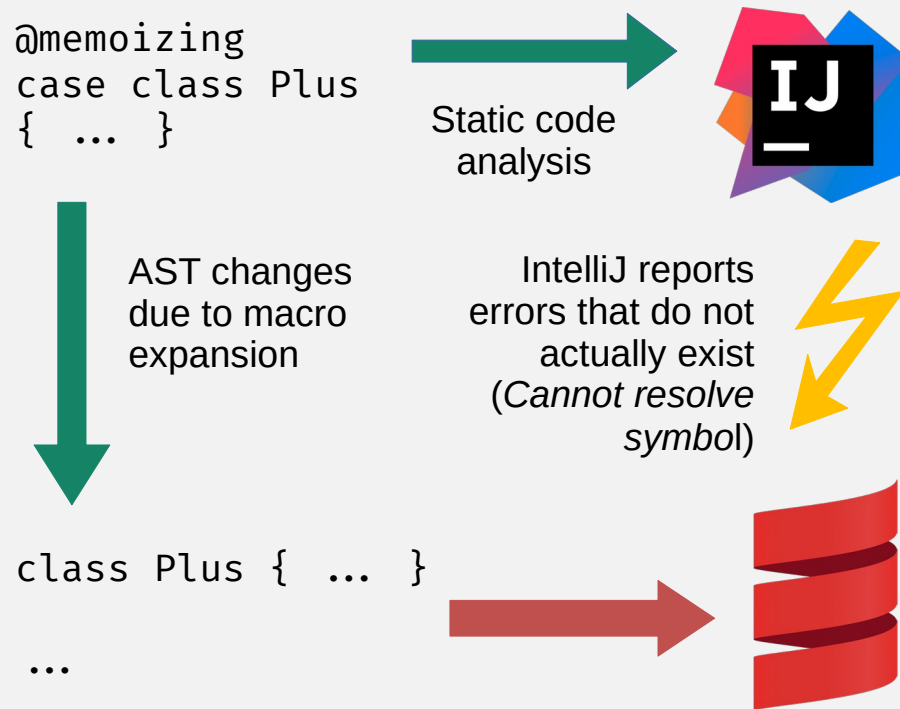 @memoizing
case class Plus
{ … }
Static code
analysis
IJ
AST changes
due to macro
expansion
IntelliJ reports
errors that do not
actually exist
(Cannot resolve
symbol)
class Plus { … }
…